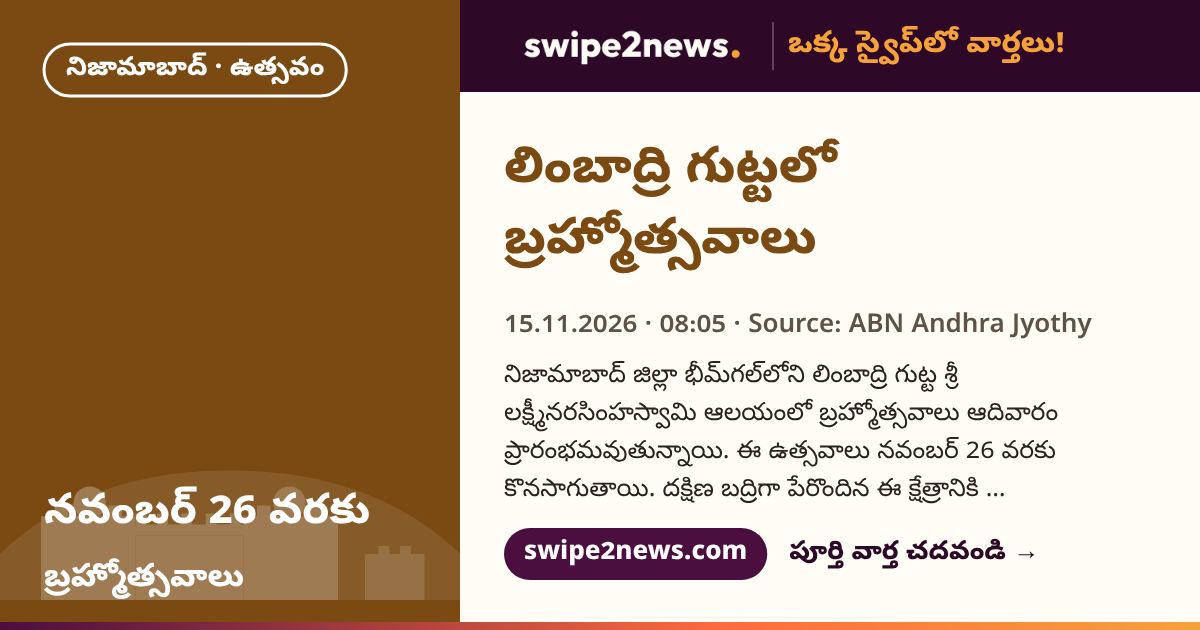 నిజామాబాద్ · ఉత్సవం
నవంబర్ 26 వరకు
బ్రహ్మోత్సవాలు
swipe2news.
ఒక్క స్వైప్‌లో వార్తలు!
లింబాద్రి గుట్టలో
బ్రహ్మోత్సవాలు
15.11.2026 · 08:05 · Source: ABN Andhra Jyothy
నిజామాబాద్ జిల్లా భీమ్‌గల్‌లోని లింబాద్రి గుట్ట శ్రీ
లక్ష్మీనరసింహస్వామి ఆలయంలో బ్రహ్మోత్సవాలు ఆదివారం
ప్రారంభమవుతున్నాయి. ఈ ఉత్సవాలు నవంబర్ 26 వరకు
కొనసాగుతాయి. దక్షిణ బద్రిగా పేరొందిన ఈ క్షేత్రానికి ...
swipe2news.com
పూర్తి వార్త చదవండి →